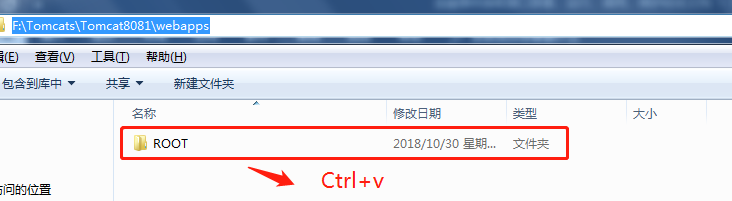 F:\Tomcats\Tomcat8081\webapps
(E) 查看(V) 工具(T) 帮助(H)
包含到库中 共享 新建文件夹
名称 修改日期 类型 大小
ROOT 2018/10/30 星期... 文件夹
Ctrl+v
访问的位置